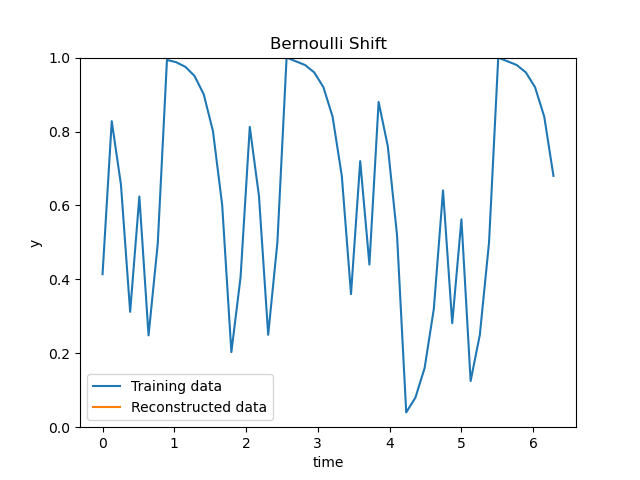 Bernoulli Shift
1.0
0.8
0.6
0.4
0.2
0.0
y
Training data
Reconstructed data
0 1 2 3 4 5 6
time